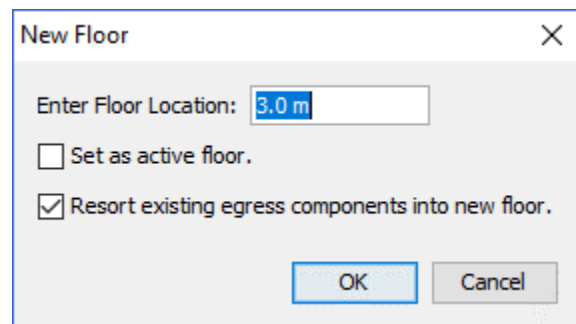 New Floor
Enter Floor Location: 3.0 m
Set as active floor.
Resort existing egress components into new floor.
OK Cancel